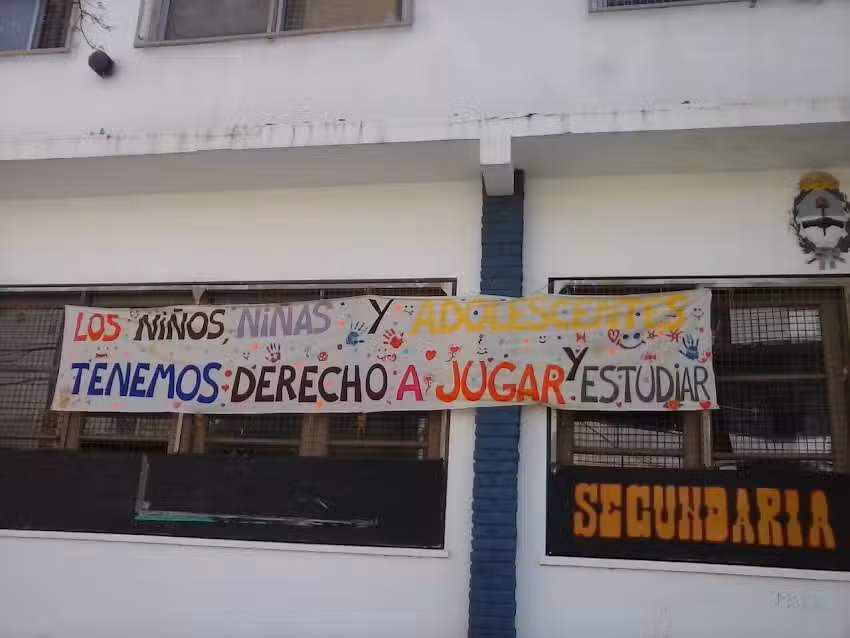 LOS NIÑOS, NIÑAS Y ADOLESCENTES
TENEMOS DERECHO A JUGAR Y ESTUDIAR
SECUNDARIA